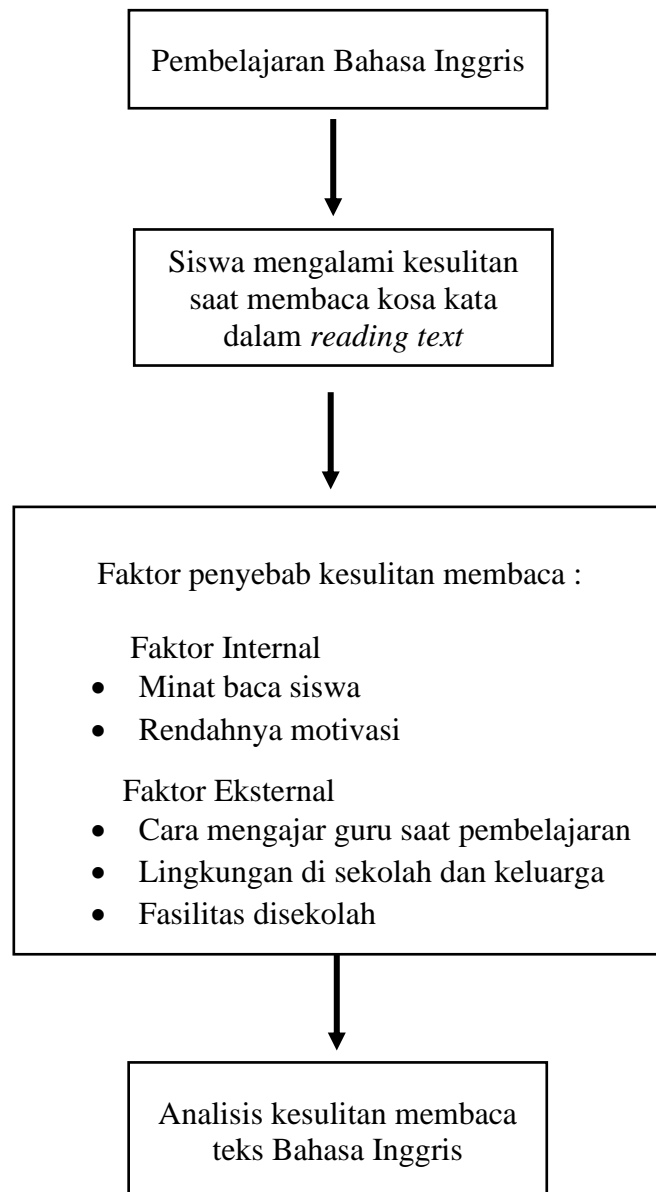 Pembelajaran Bahasa Inggris
Siswa mengalami kesulitan
saat membaca kosa kata
dalam reading text
Faktor penyebab kesulitan membaca :
Faktor Internal
• Minat baca siswa
• Rendahnya motivasi
Faktor Eksternal
• Cara mengajar guru saat pembelajaran
• Lingkungan di sekolah dan keluarga
• Fasilitas disekolah
Analisis kesulitan membaca
teks Bahasa Inggris